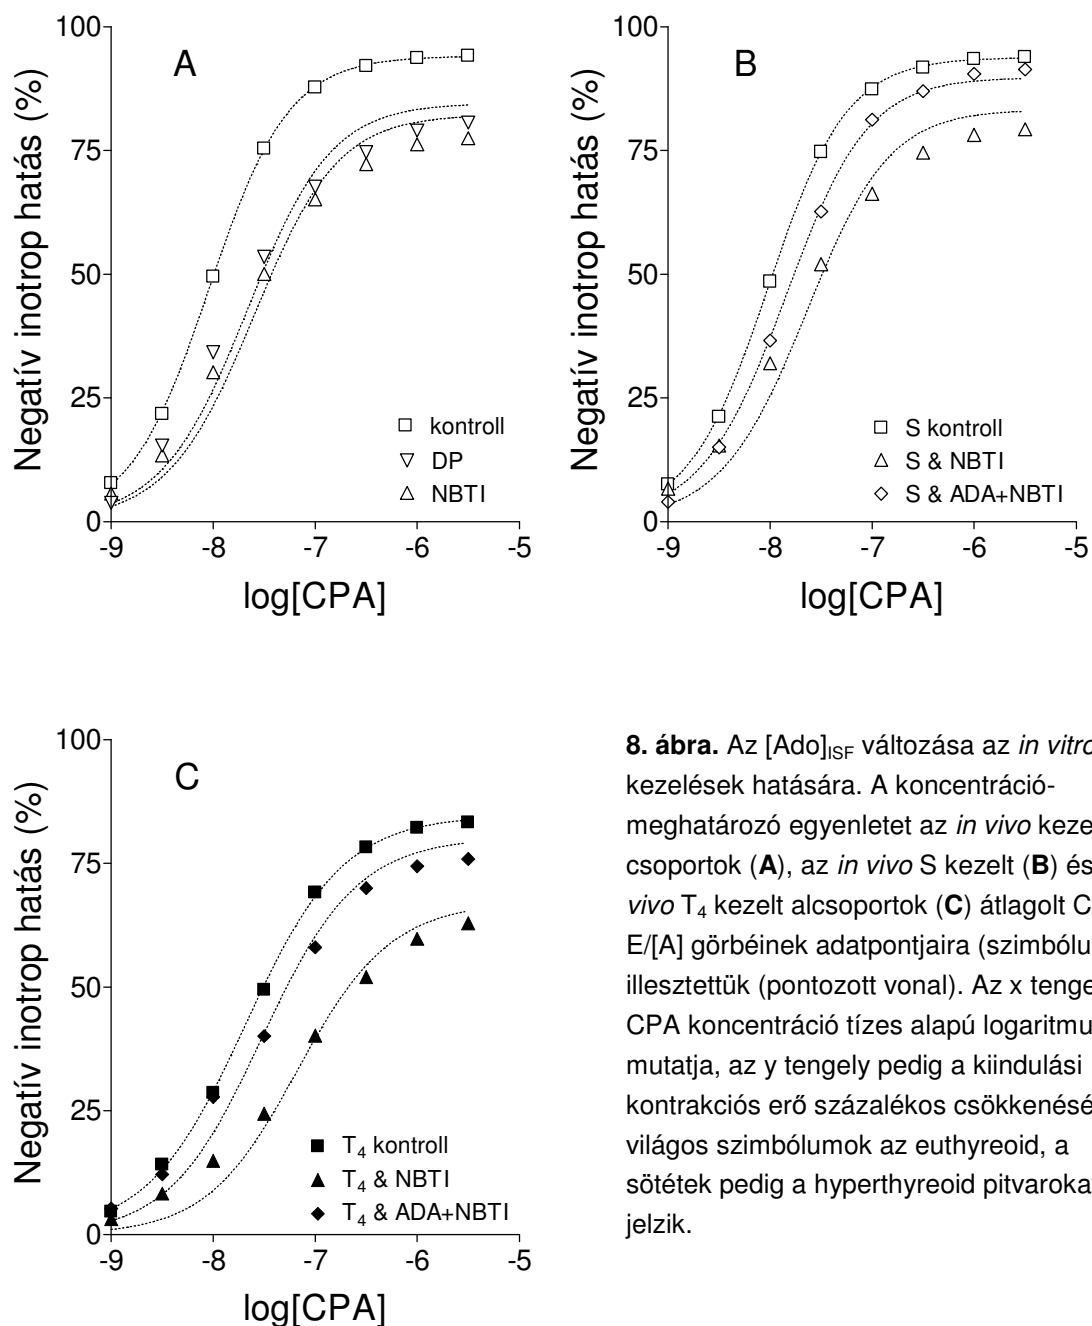 A
Negatív inotrop hatás (%)
100
75
50
25
0
-9 -8 -7 -6 -5
log[CPA]
kontroll
DP
NBTI
B
Negatív inotrop hatás (%)
100
75
50
25
0
-9 -8 -7 -6 -5
log[CPA]
S kontroll
S & NBTI
S & ADA+NBTI
C
Negatív inotrop hatás (%)
100
75
50
25
0
-9 -8 -7 -6 -5
log[CPA]
T4 kontroll
T4 & NBTI
T4 & ADA+NBTI
8. ábra. Az [Ado]ISF változása az in vitro
kezelések hatására. A koncentráció-
meghatározó egyenletet az in vivo keze
csoportok (A), az in vivo S kezelt (B) és
vivo T4 kezelt alcsoportok (C) átlagolt C
E/[A] görbéinek adatpontjaira (szimbólu
illesztettük (pontozott vonal). Az x tenge
CPA koncentráció tízes alapú logaritmu
mutatja, az y tengely pedig a kiindulási
kontrakciós erő százalékos csökkenésé
világos szimbólumok az euthyreoid, a
sötétek pedig a hyperthyreoid pitvaroka
jelzik.